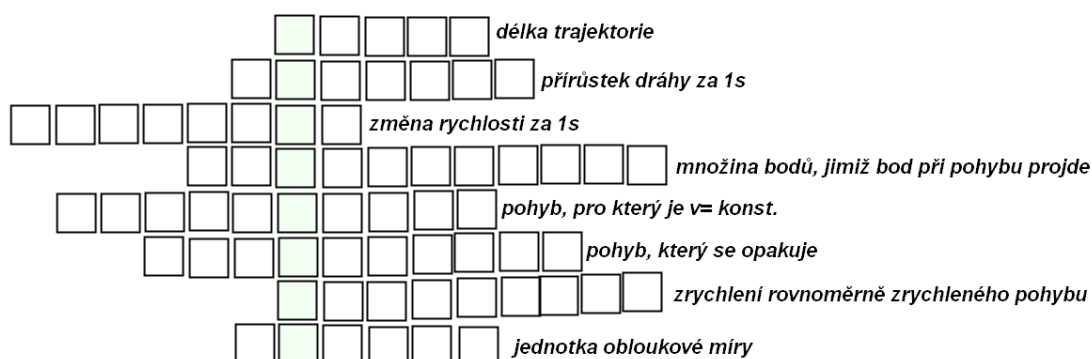 délka trajektorie
přírůstek dráhy za 1s
změna rychlosti za 1s
množina bodů, jimiž bod při pohybu projde
pohyb, pro který je v= konst.
pohyb, který se opakuje
zrychlení rovnoměrně zrychleného pohybu
jednotka obloukové míry